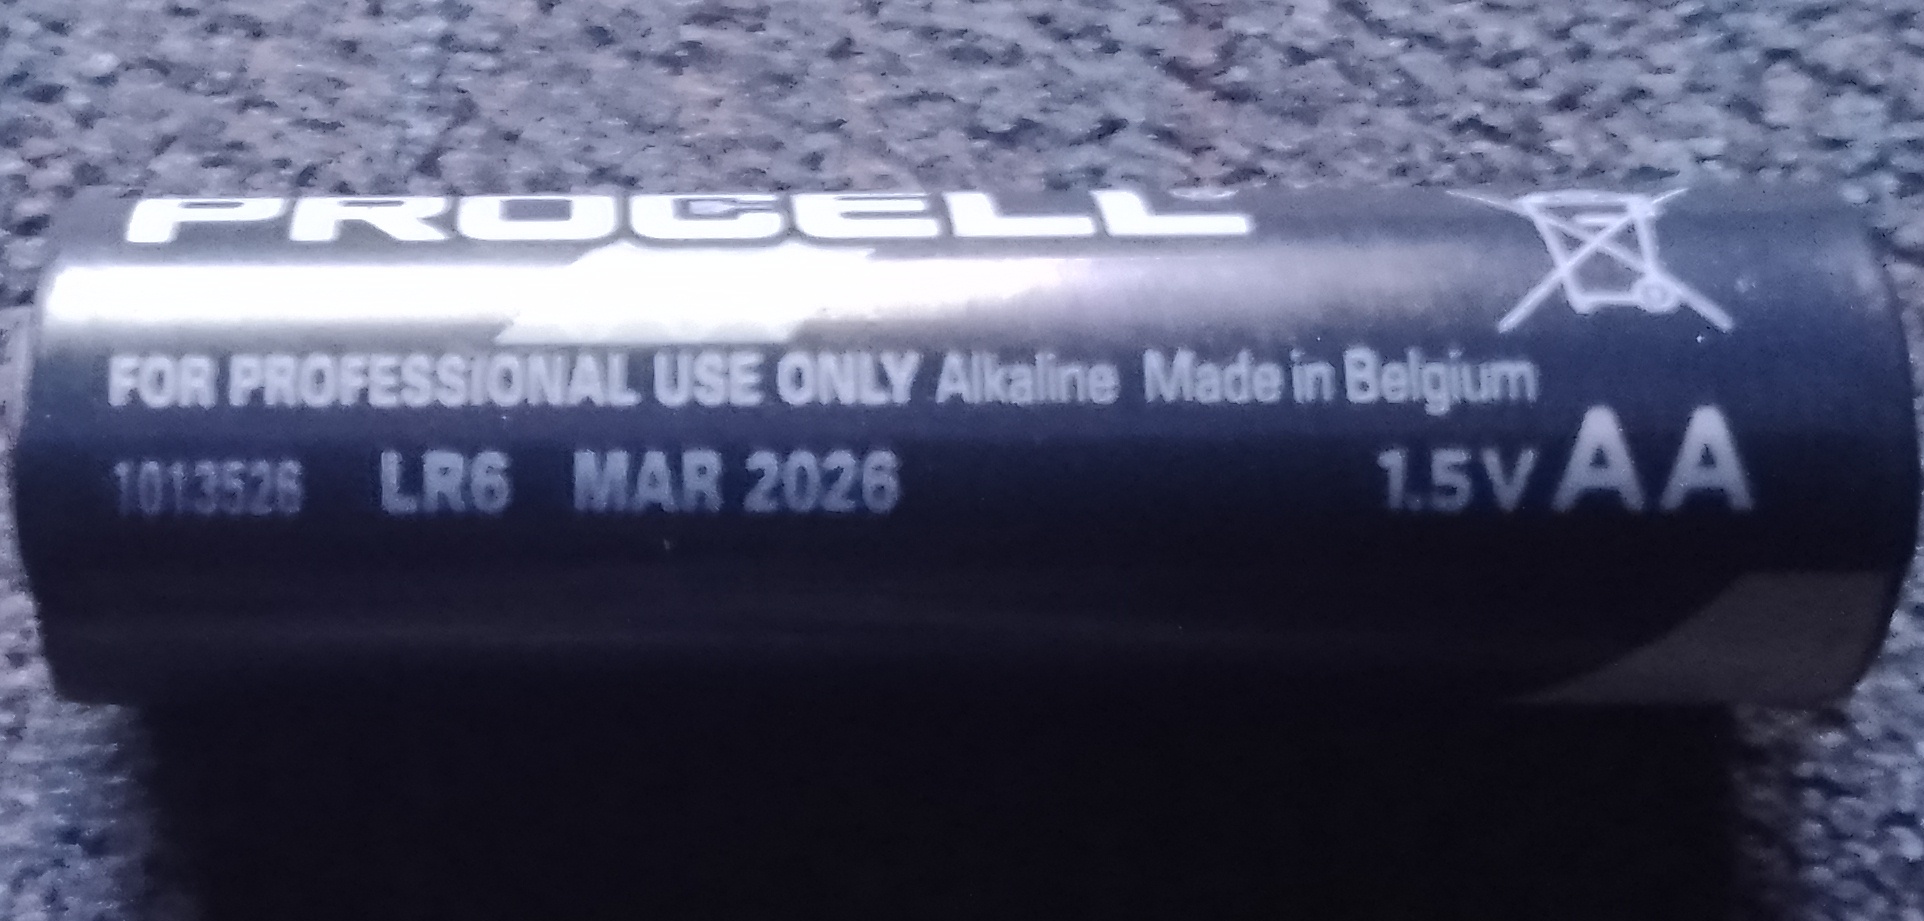 PROCELL
FOR PROFESSIONAL USE ONLY Alkaline Made in Belgium
1013526 LR6 MAR 2026 1.5V AA